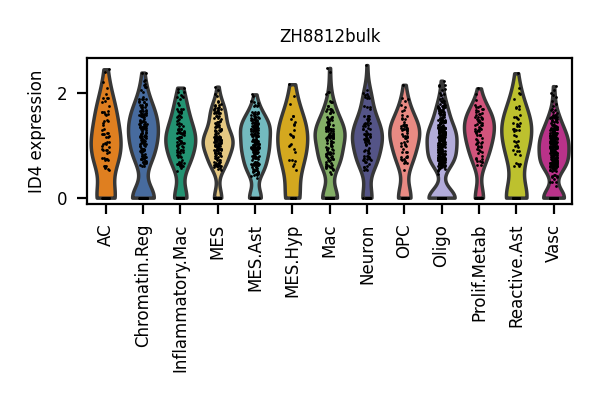 ZH8812bulk
ID4 expression
2
0
AC
Chromatin.Reg
Inflammatory.Mac
MES
MES.Ast
MES.Hyp
Mac
Neuron
OPC
Oligo
Prolif.Metab
Reactive.Ast
Vasc